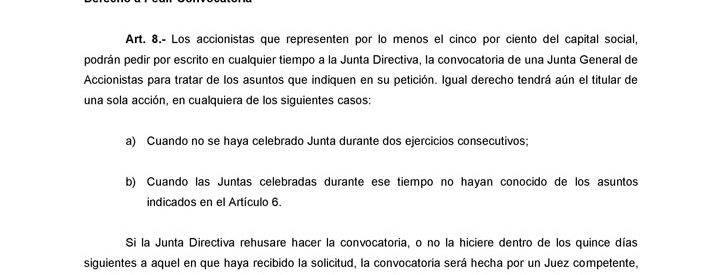 Derecho a Pedir Convocatoria
Art. 8.- Los accionistas que representen por lo menos el cinco por ciento del capital social,
podrán pedir por escrito en cualquier tiempo a la Junta Directiva, la convocatoria de una Junta General de
Accionistas para tratar de los asuntos que indiquen en su petición. Igual derecho tendrá aún el titular de
una sola acción, en cualquiera de los siguientes casos:
a) Cuando no se haya celebrado Junta durante dos ejercicios consecutivos;
b) Cuando las Juntas celebradas durante ese tiempo no hayan conocido de los asuntos
indicados en el Artículo 6.
Si la Junta Directiva rehusare hacer la convocatoria, o no la hiciere dentro de los quince días
siguientes a aquel en que haya recibido la solicitud, la convocatoria será hecha por un Juez competente,